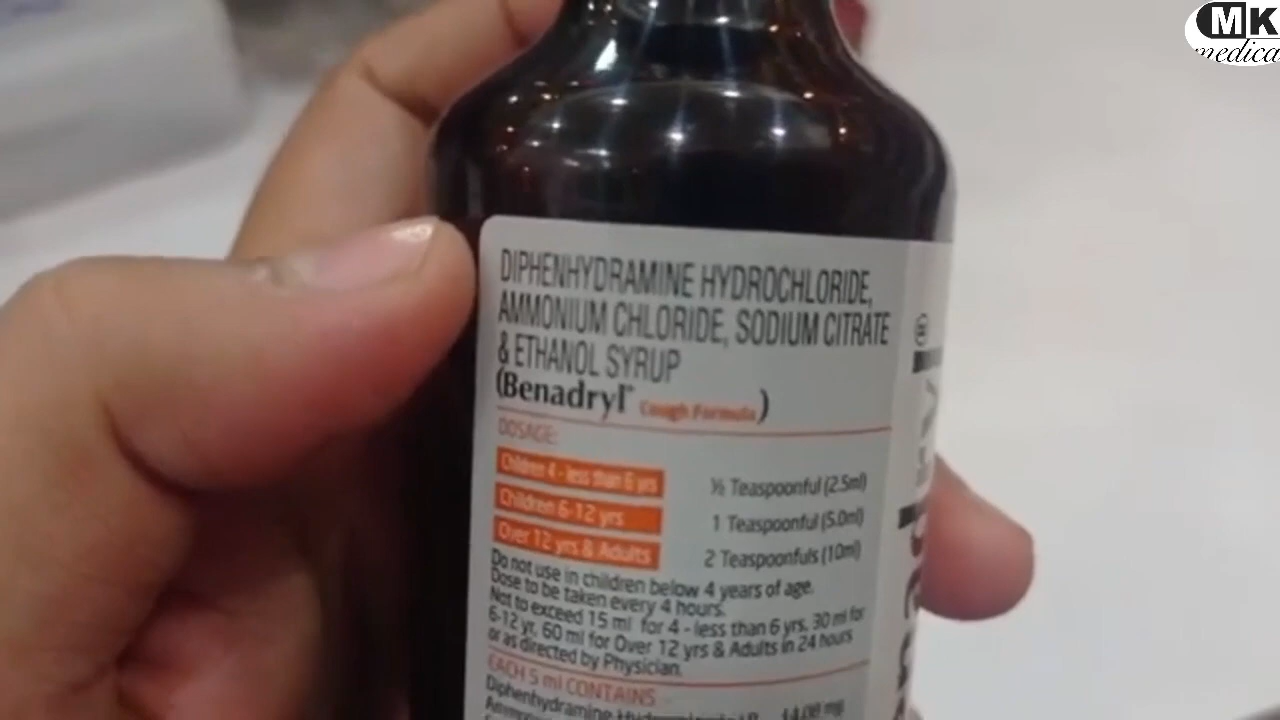 MK
medica
DIPHENHYDRAMINE HYDROCHLORIDE,
AMMONIUM CHLORIDE, SODIUM CITRATE
& ETHANOL SYRUP
(Benadryl® Cough Formula)
DOSAGE:
Children 4 - less than 6 yrs ½ Teaspoonful (2.5ml)
Children 6-12 yrs 1 Teaspoonful (5.0ml)
Over 12 yrs & Adults 2 Teaspoonfuls (10ml)
Do not use in children below 4 years of age.
Dose to be taken every 4 hours.
Not to exceed 15 ml for 4 - less than 6 yrs, 30 ml for
6-12 yr, 60 ml for Over 12 yrs & Adults in 24 hours
or as directed by Physician.
EACH 5 ml CONTAINS
Diphenhydramine 14.08 mg